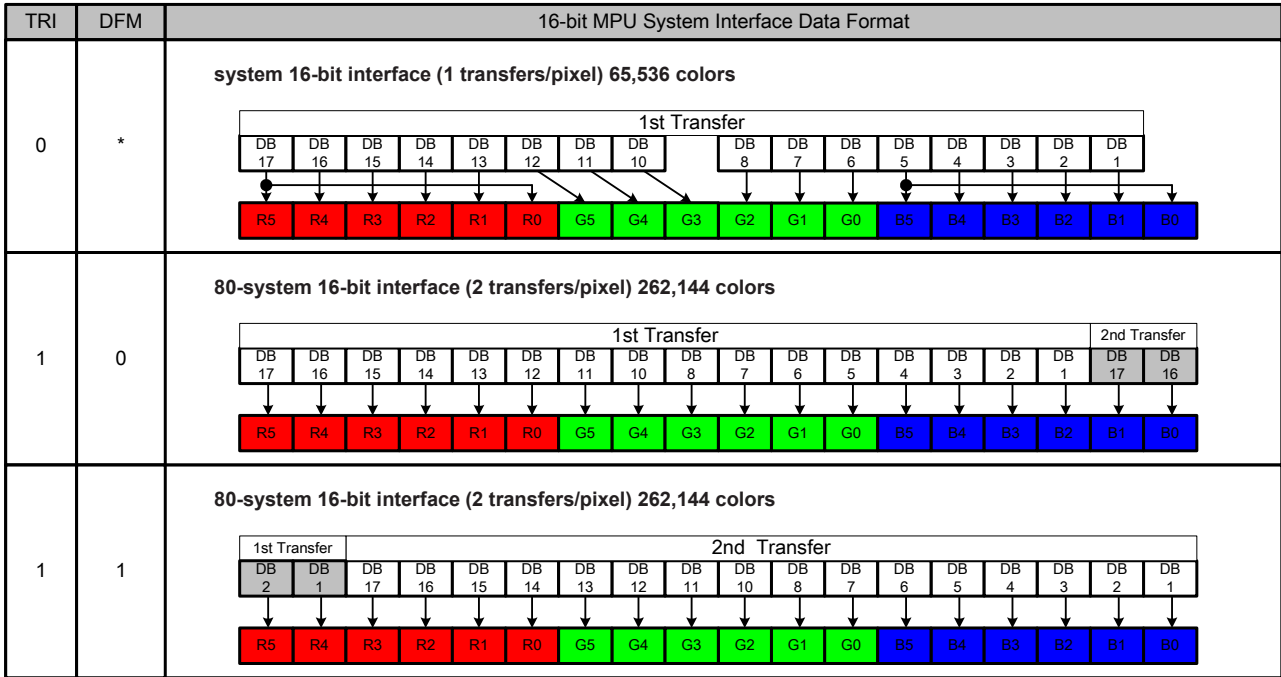 TRI DFM 16-bit MPU System Interface Data Format
system 16-bit interface (1 transfers/pixel) 65,536 colors
0 *
1st Transfer
DB DB DB DB DB DB DB DB DB DB DB DB DB DB DB DB
17 16 15 14 13 12 11 10 8 7 6 5 4 3 2 1
R5 R4 R3 R2 R1 R0 G5 G4 G3 G2 G1 G0 B5 B4 B3 B2 B1 B0
80-system 16-bit interface (2 transfers/pixel) 262,144 colors
1 0
1st Transfer 2nd Transfer
DB DB DB DB DB DB DB DB DB DB DB DB DB DB DB DB DB DB
17 16 15 14 13 12 11 10 8 7 6 5 4 3 2 1 17 16
R5 R4 R3 R2 R1 R0 G5 G4 G3 G2 G1 G0 B5 B4 B3 B2 B1 B0
80-system 16-bit interface (2 transfers/pixel) 262,144 colors
1 1
1st Transfer 2nd Transfer
DB DB DB DB DB DB DB DB DB DB DB DB DB DB DB DB DB DB
2 1 17 16 15 14 13 12 11 10 8 7 6 5 4 3 2 1
R5 R4 R3 R2 R1 R0 G5 G4 G3 G2 G1 G0 B5 B4 B3 B2 B1 B0